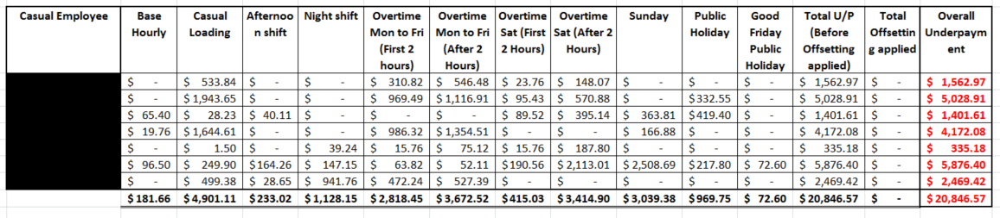 Casual Employee Base Hourly Casual Loading Afternoo n shift Night shift Overtime Mon to Fri (First 2 hours) Overtime Mon to Fri (After 2 Hours) Overtime Sat (First 2 Hours) Overtime Sat (After 2 Hours) Sunday Public Holiday Good Friday Public Holiday Total U/P (Before Offsetting applied) Total Offsettin g applied Overall Underpaym ent
$ - $ 533.84 $ - $ - $ 310.82 $ 546.48 $ 23.76 $ 148.07 $ - $ - $ - $ 1,562.97 $ - $ 1,562.97
$ - $ 1,943.65 $ - $ - $ 969.49 $ 1,116.91 $ 95.43 $ 570.88 $ - $ 332.55 $ - $ 5,028.91 $ - $ 5,028.91
$ 65.40 $ 28.23 $ 40.11 $ - $ - $ - $ 89.52 $ 395.14 $ 363.81 $ 419.40 $ - $ 1,401.61 $ - $ 1,401.61
$ 19.76 $ 1,644.61 $ - $ - $ 986.32 $ 1,354.51 $ - $ - $ 166.88 $ - $ - $ 4,172.08 $ - $ 4,172.08
$ - $ 1.50 $ - $ 39.24 $ 15.76 $ 75.12 $ 15.76 $ 187.80 $ - $ - $ - $ 335.18 $ - $ 335.18
$ 96.50 $ 249.90 $ 164.26 $ 147.15 $ 63.82 $ 52.11 $ 190.56 $ 2,113.01 $ 2,508.69 $ 217.80 $ 72.60 $ 5,876.40 $ - $ 5,876.40
$ - $ 499.38 $ 28.65 $ 941.76 $ 472.24 $ 527.39 $ - $ - $ - $ - $ - $ 2,469.42 $ - $ 2,469.42
$ 181.66 $ 4,901.11 $ 233.02 $ 1,128.15 $ 2,818.45 $ 3,672.52 $ 415.03 $ 3,414.90 $ 3,039.38 $ 969.75 $ 72.60 $ 20,846.57 $ - $ 20,846.57